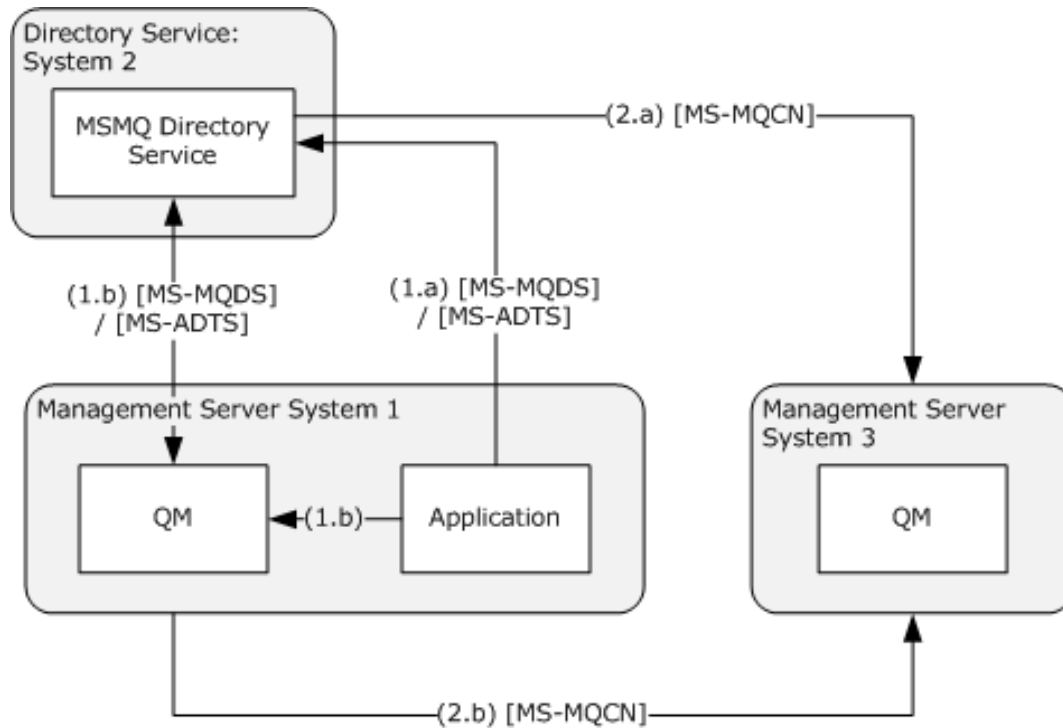 Directory Service:
System 2
MSMQ Directory
Service
(2.a) [MS-MQCN]
(1.b) [MS-MQDS]
/ [MS-ADTS]
(1.a) [MS-MQDS]
/ [MS-ADTS]
Management Server System 1
QM
(1.b)
Application
Management Server
System 3
QM
(2.b) [MS-MQCN]